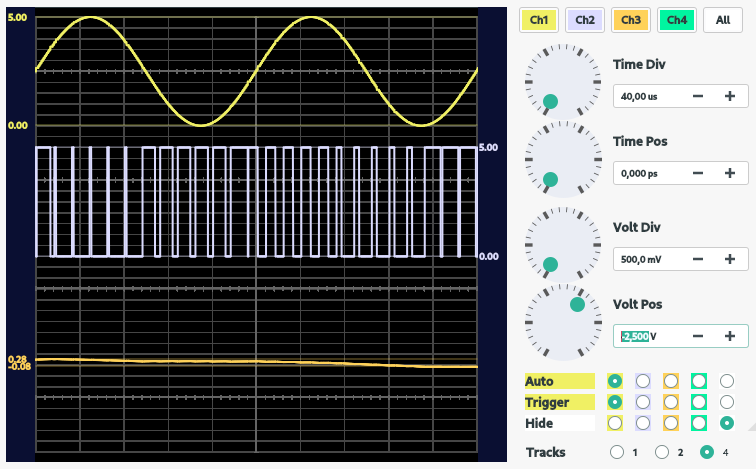 5.00
Ch1 Ch2 Ch3 Ch4 All
Time Div
40,00 us − +
0.00
Time Pos
5.00
0,000 ps − +
Volt Div
0.00
500,0 mV − +
Volt Pos
-2,500 V − +
0.28
-0.08
Auto
Trigger
Hide
Tracks 1 2 4